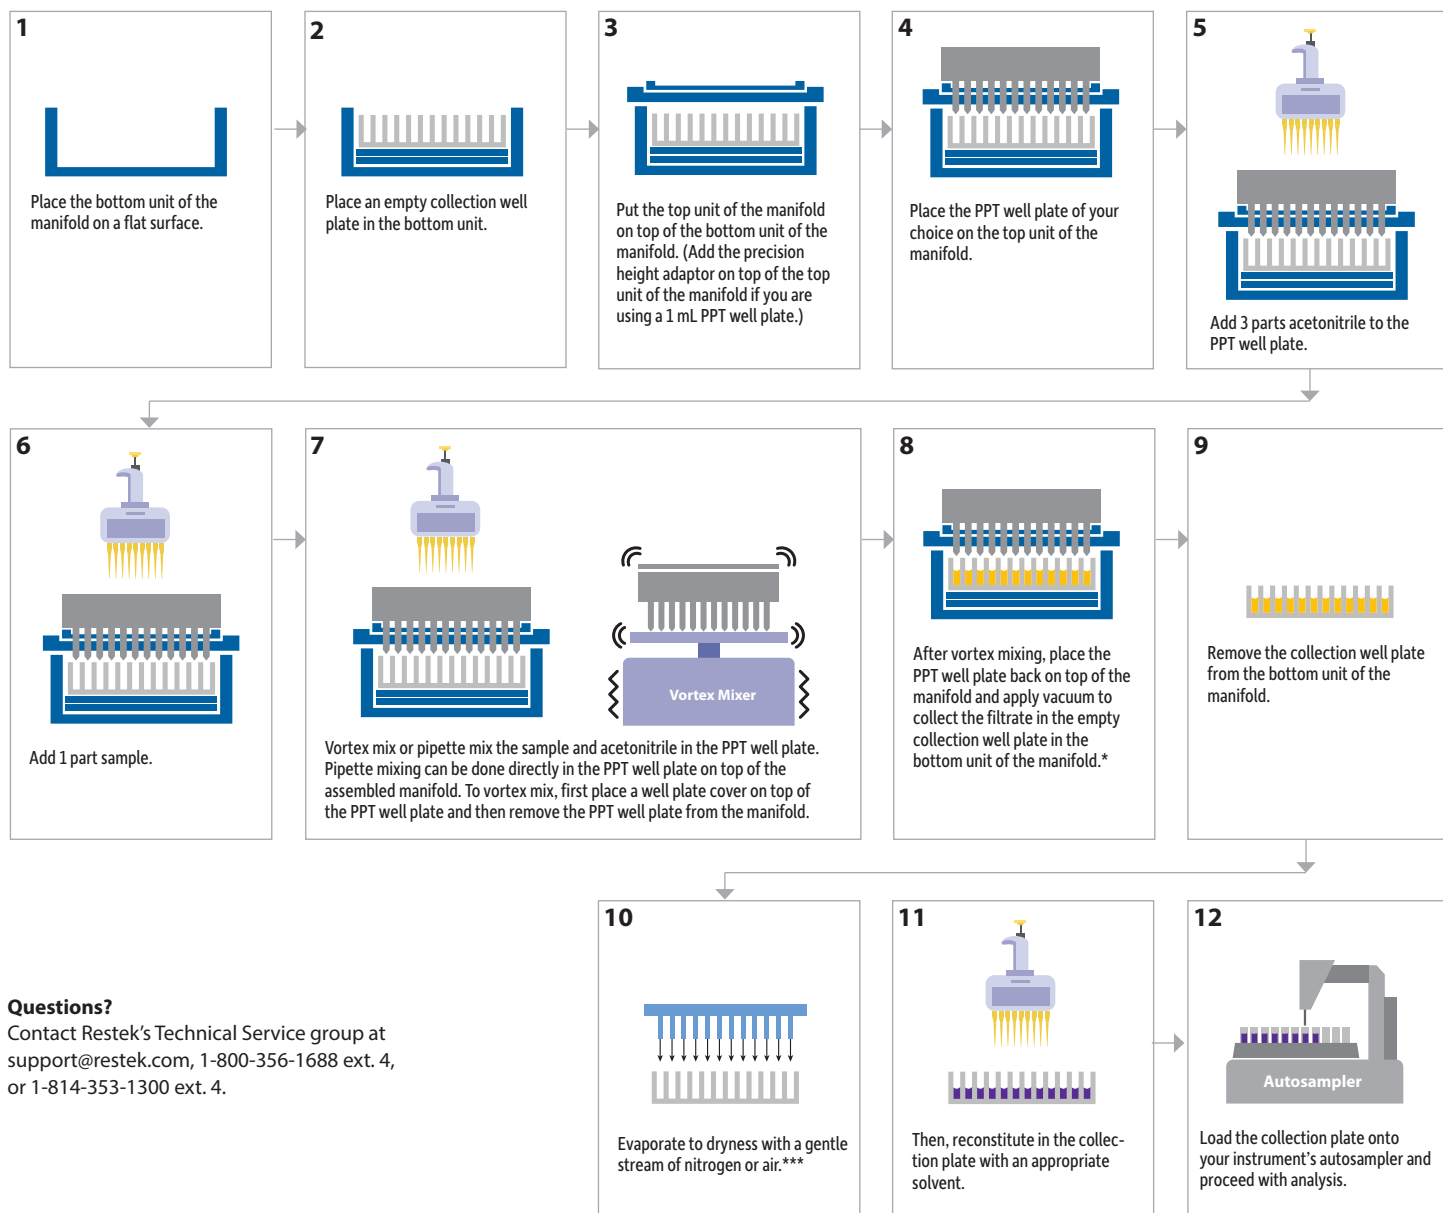 1
Place the bottom unit of the
manifold on a flat surface.
2
Place an empty collection well
plate in the bottom unit.
3
Put the top unit of the manifold
on top of the bottom unit of the
manifold. (Add the precision
height adaptor on top of the top
unit of the manifold if you are
using a 1 mL PPT well plate.)
4
Place the PPT well plate of your
choice on the top unit of the
manifold.
5
Add 3 parts acetonitrile to the
PPT well plate.
6
Add 1 part sample.
7
Vortex Mixer
Vortex mix or pipette mix the sample and acetonitrile in the PPT well plate.
Pipette mixing can be done directly in the PPT well plate on top of the
assembled manifold. To vortex mix, first place a well plate cover on top of
the PPT well plate and then remove the PPT well plate from the manifold.
8
After vortex mixing, place the
PPT well plate back on top of the
manifold and apply vacuum to
collect the filtrate in the empty
collection well plate in the
bottom unit of the manifold.*
9
Remove the collection well plate
from the bottom unit of the
manifold.
10
Evaporate to dryness with a gentle
stream of nitrogen or air.***
11
Then, reconstitute in the collec-
tion plate with an appropriate
solvent.
12
Autosampler
Load the collection plate onto
your instrument's autosampler and
proceed with analysis.
Questions?
Contact Restek's Technical Service group at
support@restek.com, 1-800-356-1688 ext. 4,
or 1-814-353-1300 ext. 4.